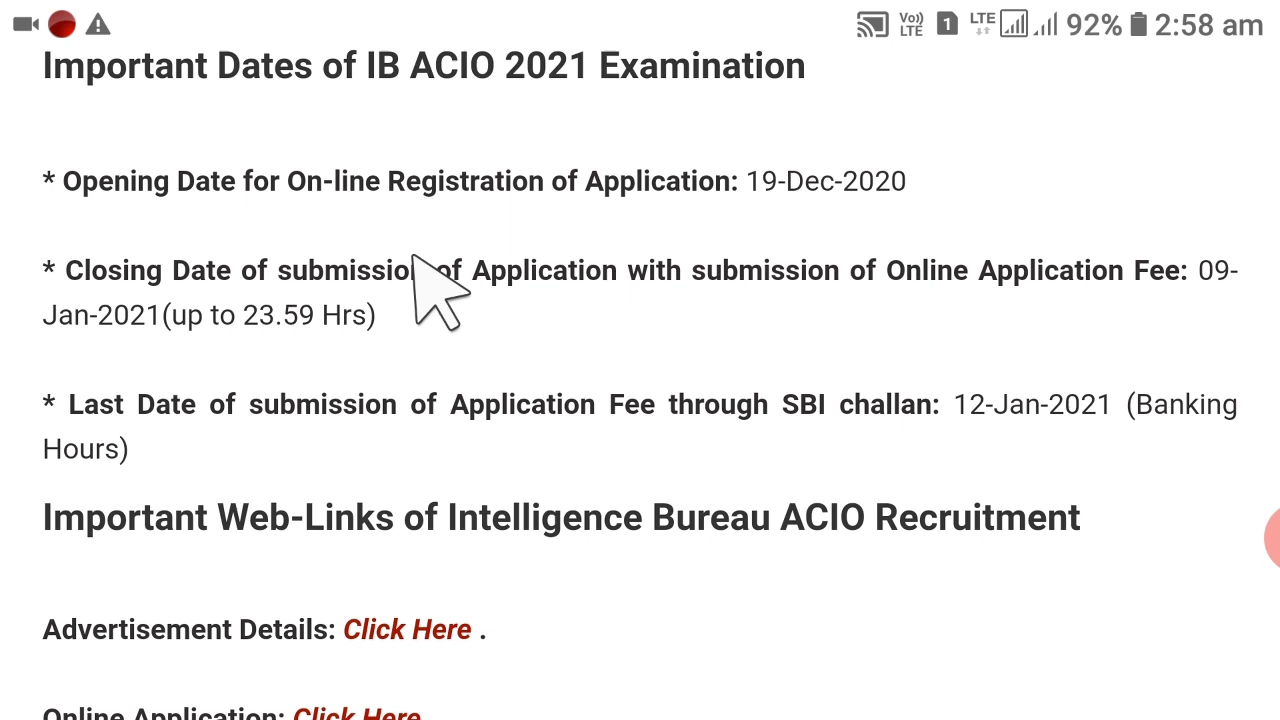 Vo) LTE 1 LTE 92% 2:58 am
Important Dates of IB ACIO 2021 Examination
* Opening Date for On-line Registration of Application: 19-Dec-2020
* Closing Date of submission of Application with submission of Online Application Fee: 09-
Jan-2021(up to 23.59 Hrs)
* Last Date of submission of Application Fee through SBI challan: 12-Jan-2021 (Banking
Hours)
Important Web-Links of Intelligence Bureau ACIO Recruitment
Advertisement Details: Click Here .
Online Application: Click Here